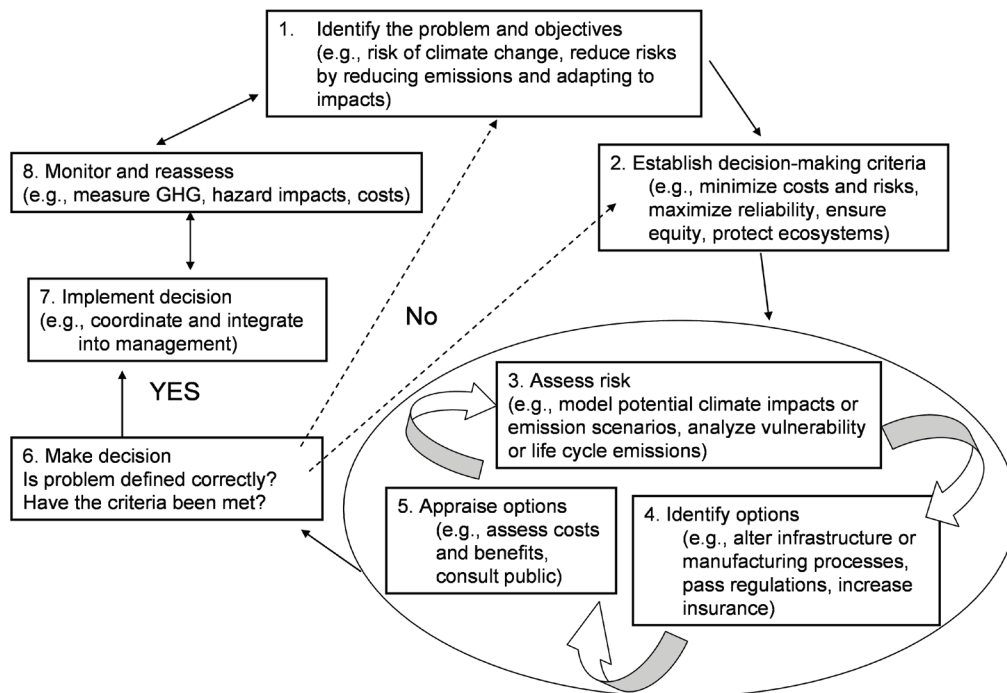 1. Identify the problem and objectives
(e.g., risk of climate change, reduce risks
by reducing emissions and adapting to
impacts)
2. Establish decision-making criteria
(e.g., minimize costs and risks,
maximize reliability, ensure
equity, protect ecosystems)
3. Assess risk
(e.g., model potential climate impacts or
emission scenarios, analyze vulnerability
or life cycle emissions)
4. Identify options
(e.g., alter infrastructure or
manufacturing processes,
pass regulations, increase
insurance)
5. Appraise options
(e.g., assess costs
and benefits,
consult public)
6. Make decision
Is problem defined correctly?
Have the criteria been met?
No
YES
7. Implement decision
(e.g., coordinate and integrate
into management)
8. Monitor and reassess
(e.g., measure GHG, hazard impacts, costs)